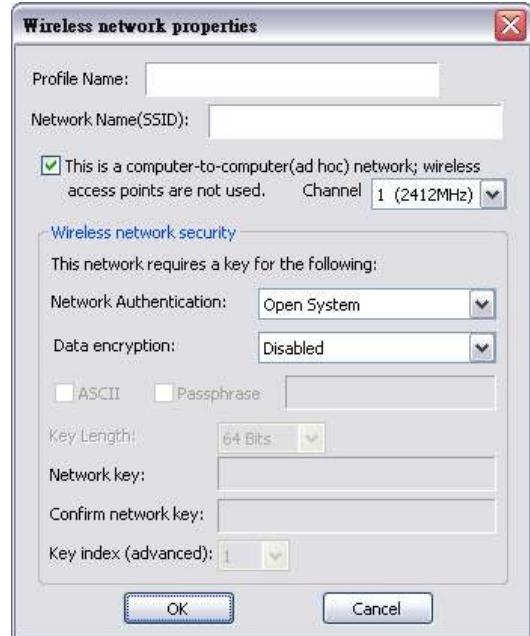 Wireless network properties
Profile Name:
Network Name(SSID):
This is a computer-to-computer(ad hoc) network; wireless
access points are not used. Channel 1 (2412MHz)
Wireless network security
This network requires a key for the following:
Network Authentication: Open System
Data encryption: Disabled
ASCII Passphrase
Key Length: 64 Bits
Network key:
Confirm network key:
Key index (advanced): 1
OK Cancel